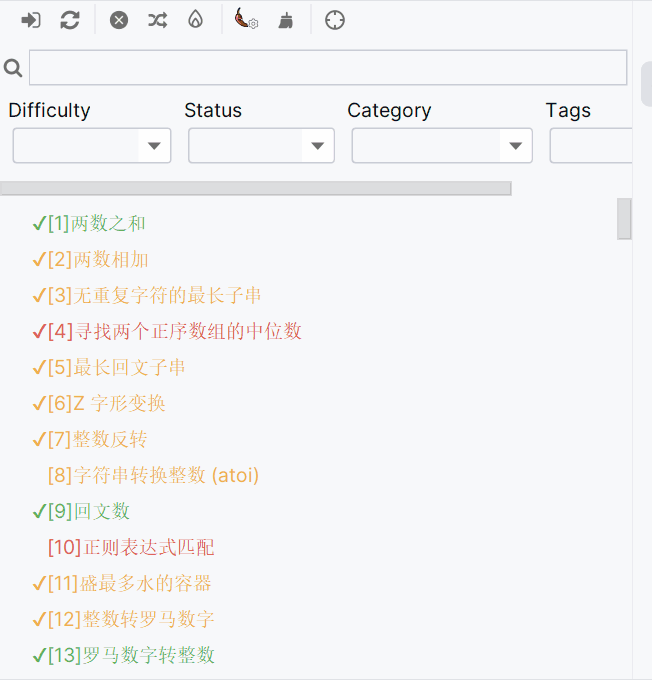 Difficulty Status Category Tags
✓[1]两数之和
✓[2]两数相加
✓[3]无重复字符的最长子串
✓[4]寻找两个正序数组的中位数
✓[5]最长回文子串
✓[6]Z 字形变换
✓[7]整数反转
[8]字符串转换整数 (atoi)
✓[9]回文数
[10]正则表达式匹配
✓[11]盛最多水的容器
✓[12]整数转罗马数字
✓[13]罗马数字转整数